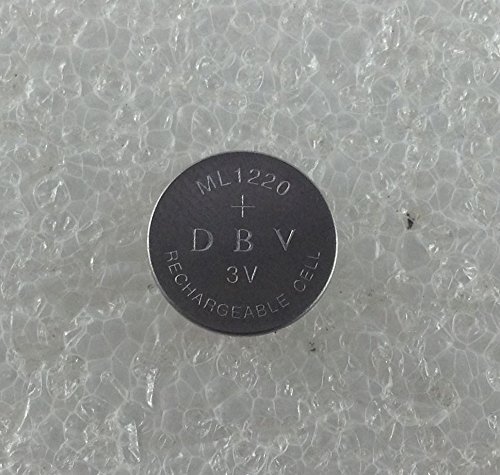 ML1220
+
D B V
3V
RECHARGEABLE CELL